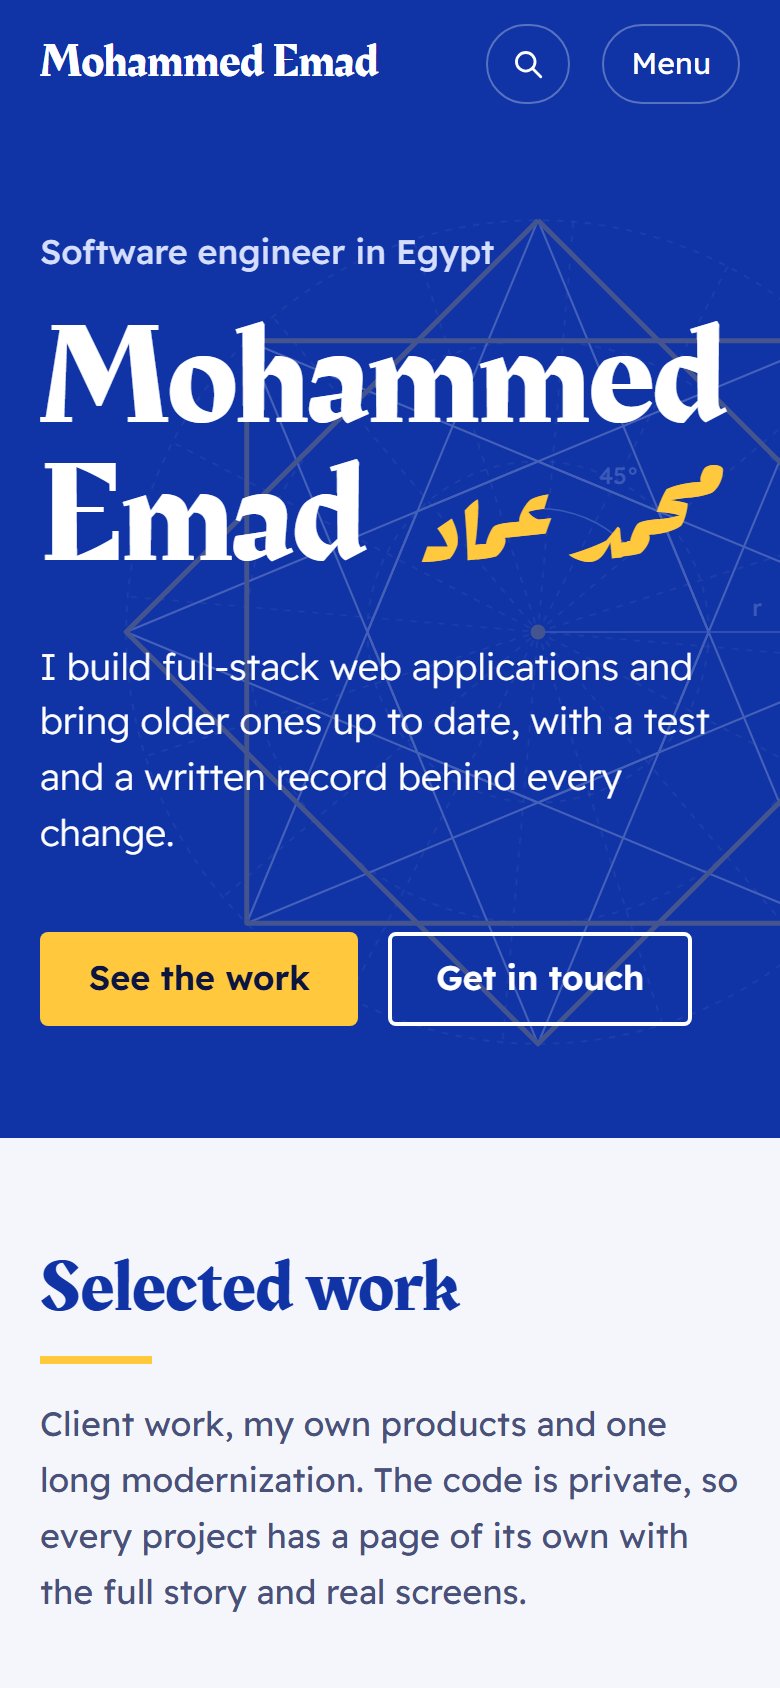 Mohammed Emad
Menu
Software engineer in Egypt
Mohammed
Emad محمد عماد
45°
r
I build full-stack web applications and
bring older ones up to date, with a test
and a written record behind every
change.
See the work
Get in touch
Selected work
Client work, my own products and one
long modernization. The code is private, so
every project has a page of its own with
the full story and real screens.